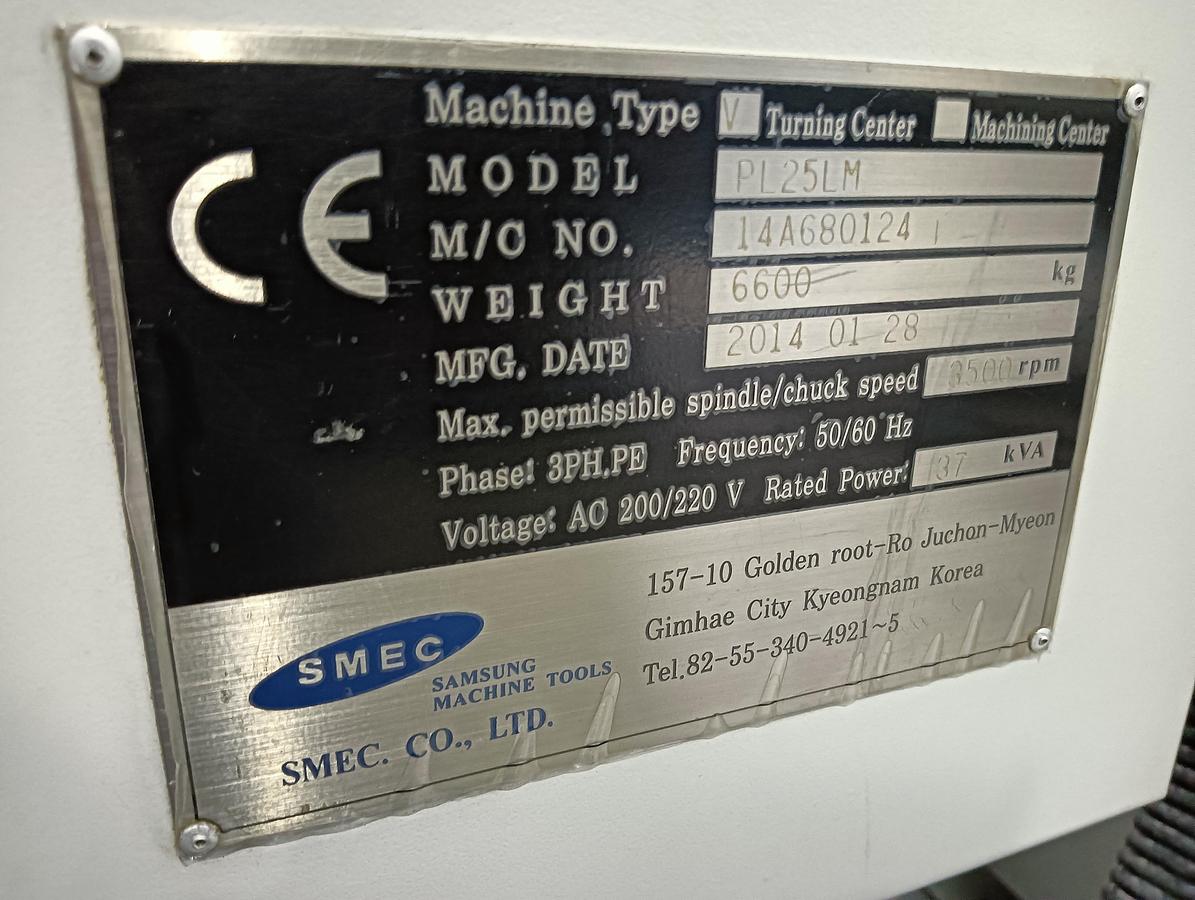 CE
Machine Type V Turning Center Machining Center
MODEL PL25LM
M/C NO. 14A680124
WEIGHT 6600 kg
MFG. DATE 2014 01 28
Max. permissible spindle/chuck speed 3500 rpm
Phase: 3PH,PE Frequency: 50/60 Hz
Voltage: AC 200/220 V Rated Power: 37 kVA
157-10 Golden root-Ro Juchon-Myeon
Gimhae City Kyeongnam Korea
Tel.82-55-340-4921~5
SMEC
SAMSUNG
MACHINE TOOLS
SMEC. CO., LTD.